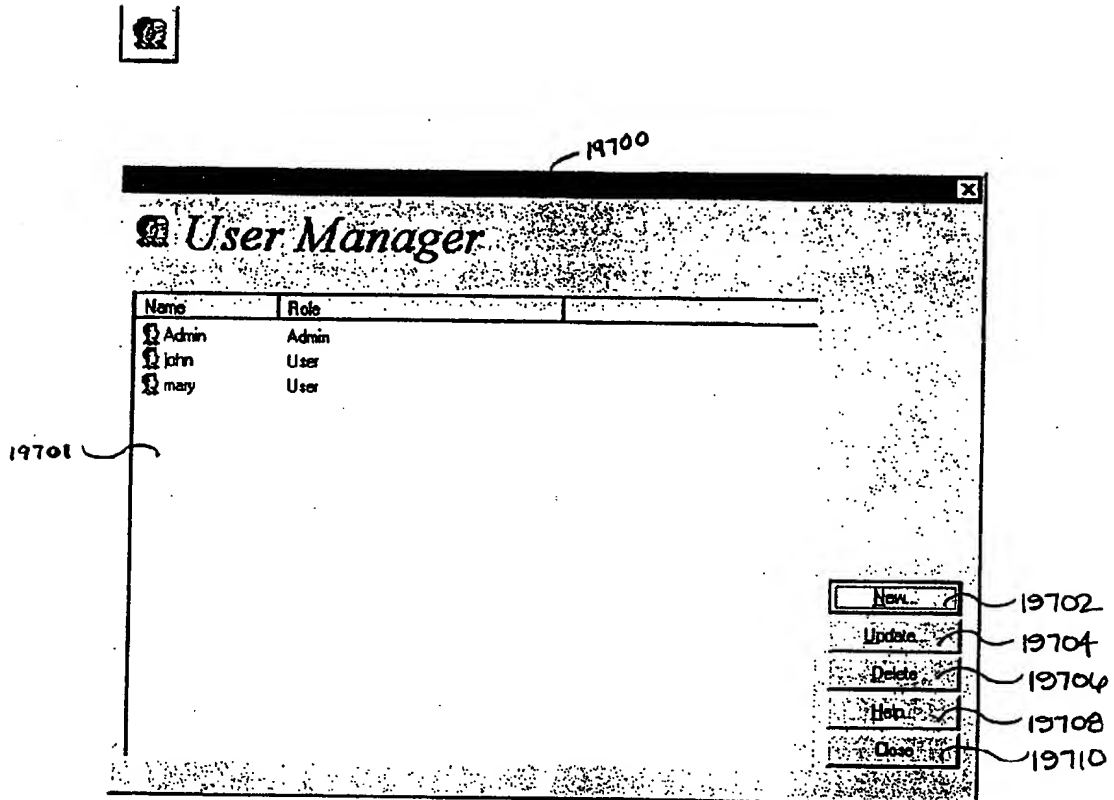 19700
User Manager
Name Role
Admin Admin
john User
mary User
19701
New... 19702
Update... 19704
Delete 19706
Help... 19708
Close 19710